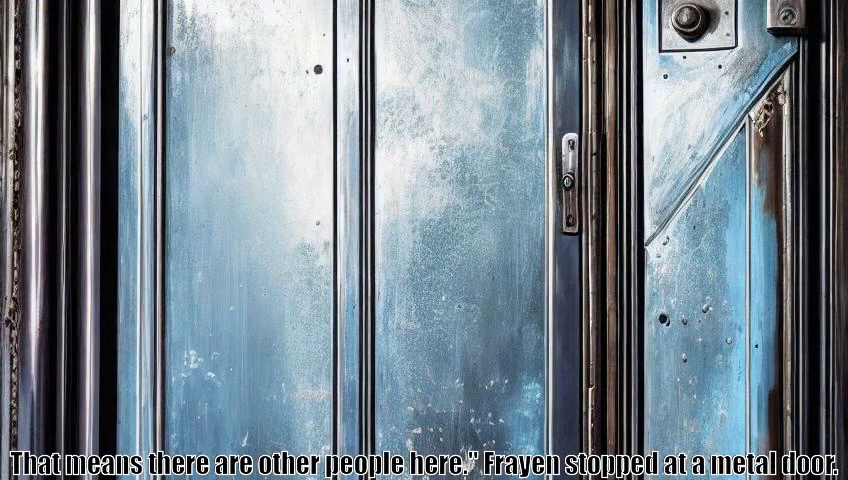 That means there are other people here." Frayen stopped at a metal door.